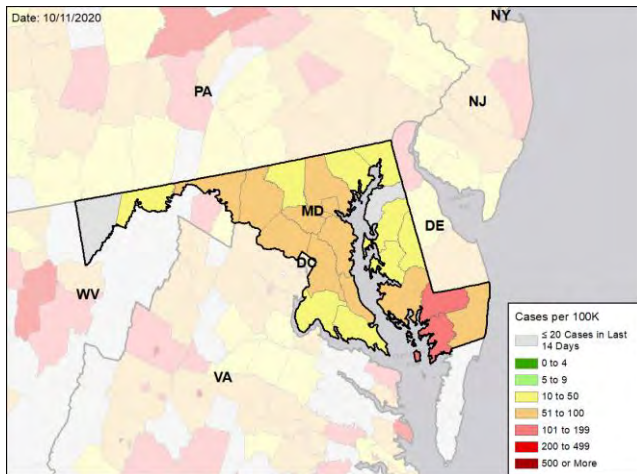 Date: 10/11/2020
NY
PA
NJ
MD
DE
DC
WV
VA
Cases per 100K
≤ 20 Cases in Last
14 Days
0 to 4
5 to 9
10 to 50
51 to 100
101 to 199
200 to 499
500 or More